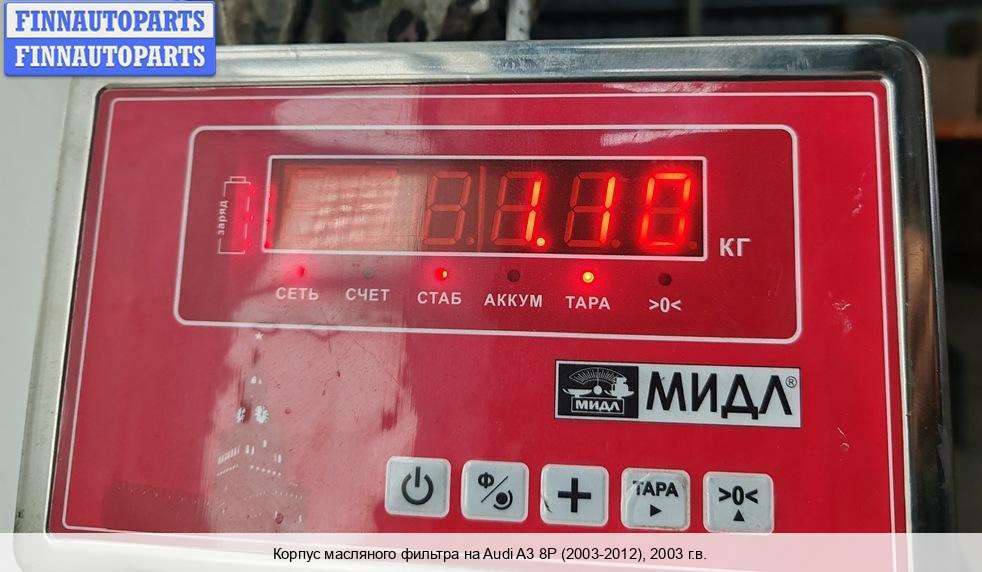 FINNAUTOPARTS
FINNAUTOPARTS
заряд
1.10
КГ
СЕТЬ СЧЕТ СТАБ АККУМ ТАРА >0<
МИДЛ МИДЛ®
Ф ТАРА >0<
Корпус масляного фильтра на Audi A3 8P (2003-2012), 2003 г.в.